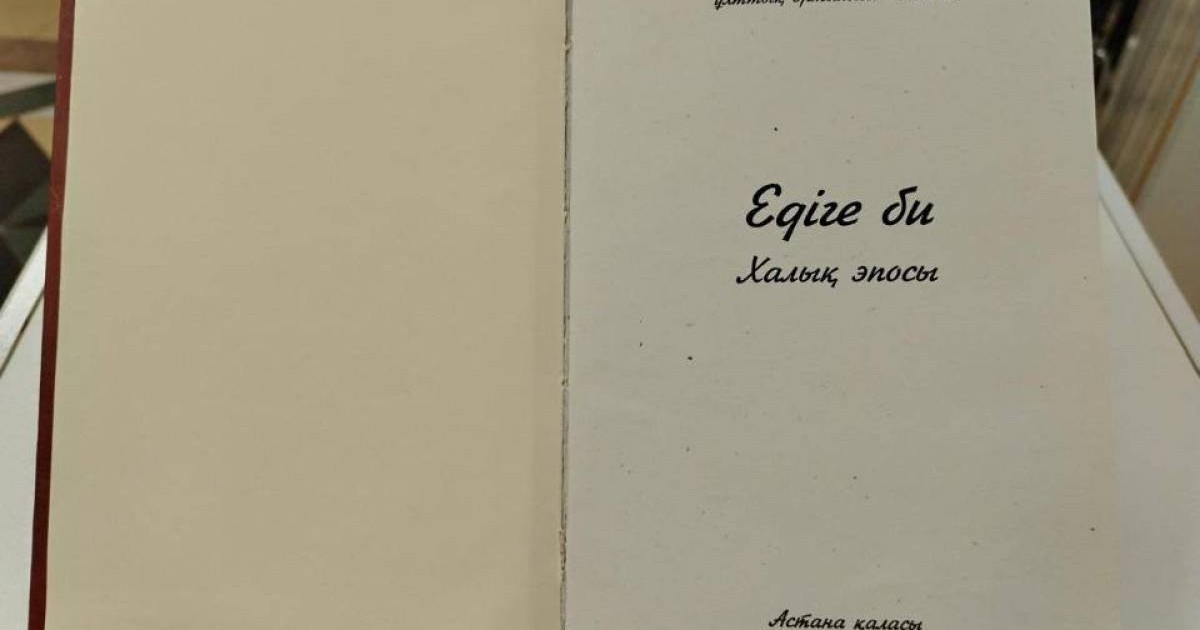 Едіге би
Халық эпосы
Астана қаласы